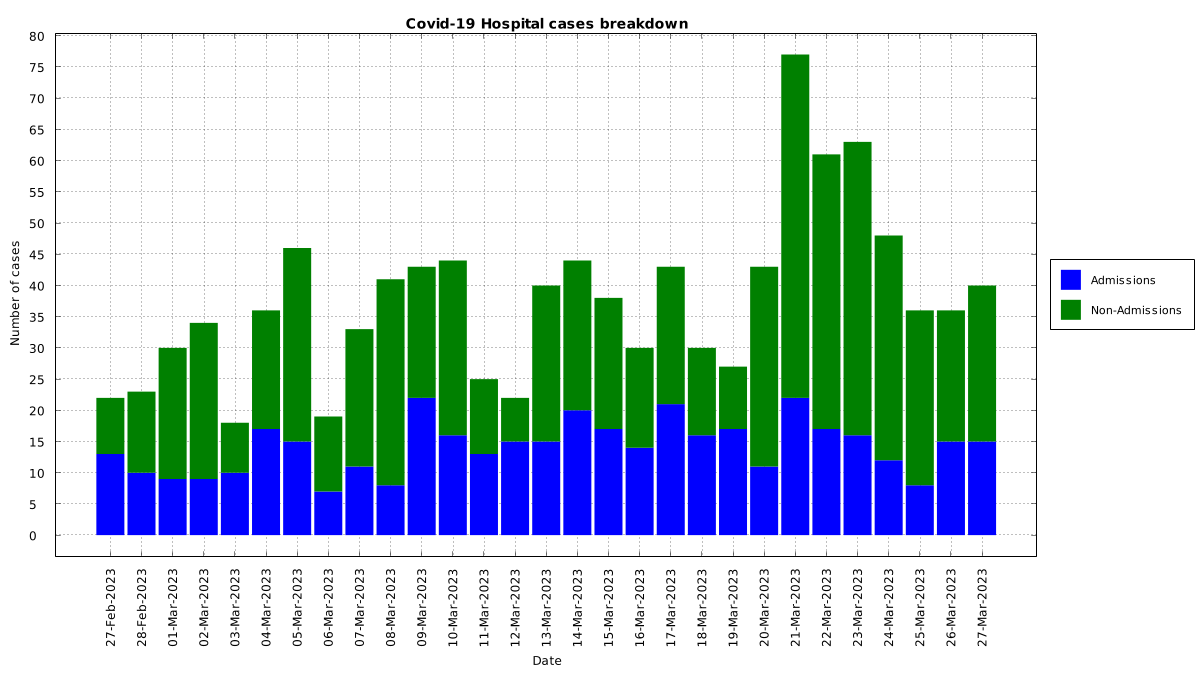 Covid-19 Hospital cases breakdown
80
75
70
65
60
55
50
45
40
35
30
25
20
15
10
5
0
Number of cases
27-Feb-2023
28-Feb-2023
01-Mar-2023
02-Mar-2023
03-Mar-2023
04-Mar-2023
05-Mar-2023
06-Mar-2023
07-Mar-2023
08-Mar-2023
09-Mar-2023
10-Mar-2023
11-Mar-2023
12-Mar-2023
13-Mar-2023
14-Mar-2023
15-Mar-2023
16-Mar-2023
17-Mar-2023
18-Mar-2023
19-Mar-2023
20-Mar-2023
21-Mar-2023
22-Mar-2023
23-Mar-2023
24-Mar-2023
25-Mar-2023
26-Mar-2023
27-Mar-2023
Date
Admissions
Non-Admissions